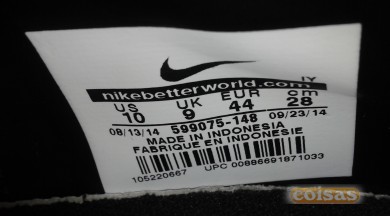 nikebetterworld.com
IY
US UK EUR cm
10 9 44 28
08/13/14 599075-148 09/23/14
MADE IN INDONESIA
FABRIQUE EN INDONESIE
105220667 UPC 00886691871033
coisas